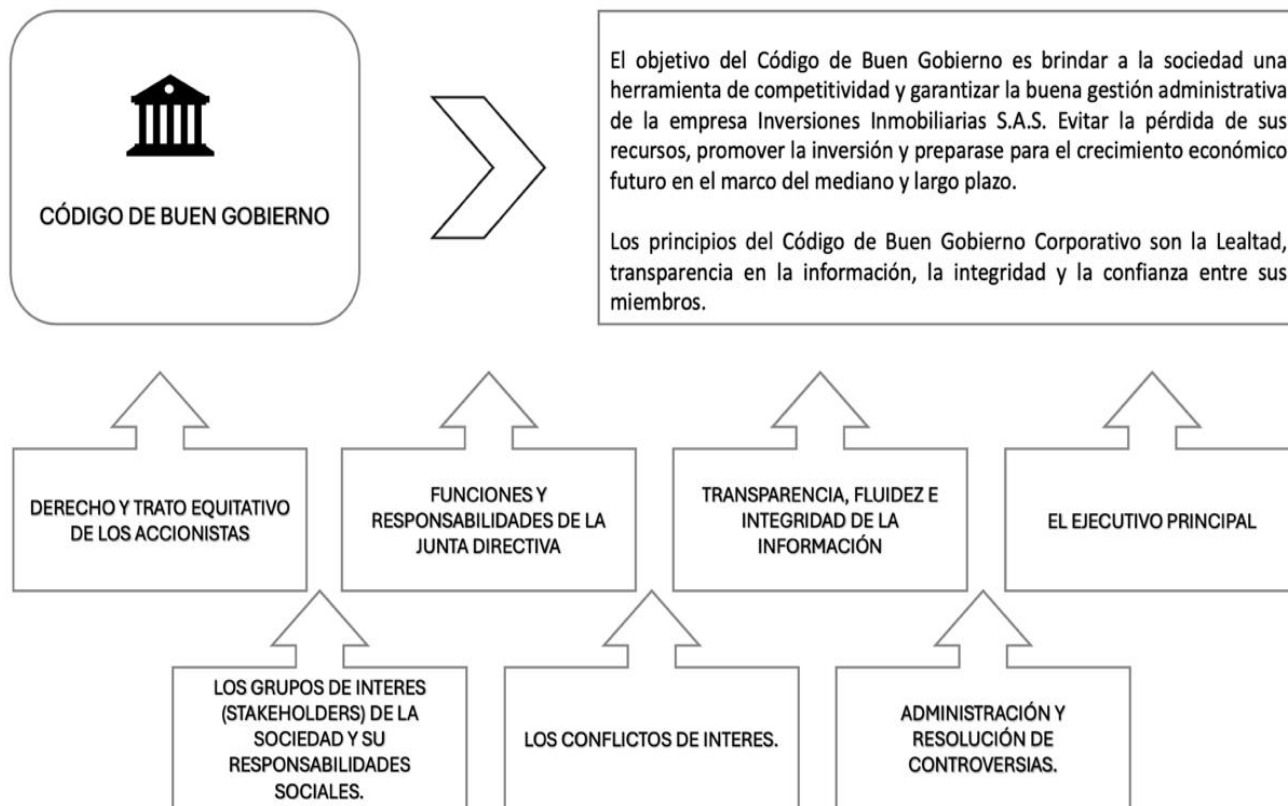 CÓDIGO DE BUEN GOBIERNO
El objetivo del Código de Buen Gobierno es brindar a la sociedad una
herramienta de competitividad y garantizar la buena gestión administrativa
de la empresa Inversiones Inmobiliarias S.A.S. Evitar la pérdida de sus
recursos, promover la inversión y preparase para el crecimiento económico
futuro en el marco del mediano y largo plazo.
Los principios del Código de Buen Gobierno Corporativo son la Lealtad,
transparencia en la información, la integridad y la confianza entre sus
miembros.
DERECHO Y TRATO EQUITATIVO
DE LOS ACCIONISTAS
FUNCIONES Y
RESPONSABILIDADES DE LA
JUNTA DIRECTIVA
TRANSPARENCIA, FLUIDEZ E
INTEGRIDAD DE LA
INFORMACIÓN
EL EJECUTIVO PRINCIPAL
LOS GRUPOS DE INTERES
(STAKEHOLDERS) DE LA
SOCIEDAD Y SU
RESPONSABILIDADES
SOCIALES.
LOS CONFLICTOS DE INTERES.
ADMINISTRACIÓN Y
RESOLUCIÓN DE
CONTROVERSIAS.